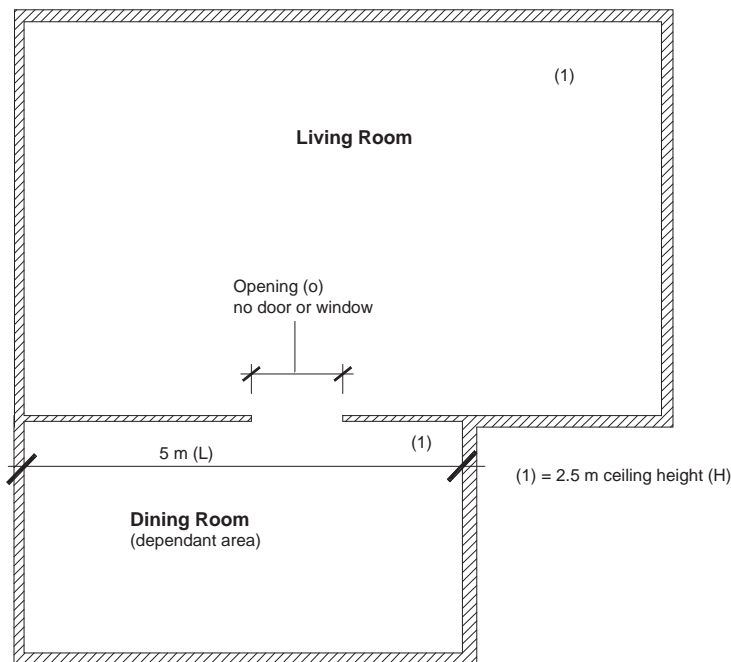 (1)
Living Room
Opening (o)
no door or window
(1)
5 m (L)
(1) = 2.5 m ceiling height (H)
Dining Room
(dependant area)